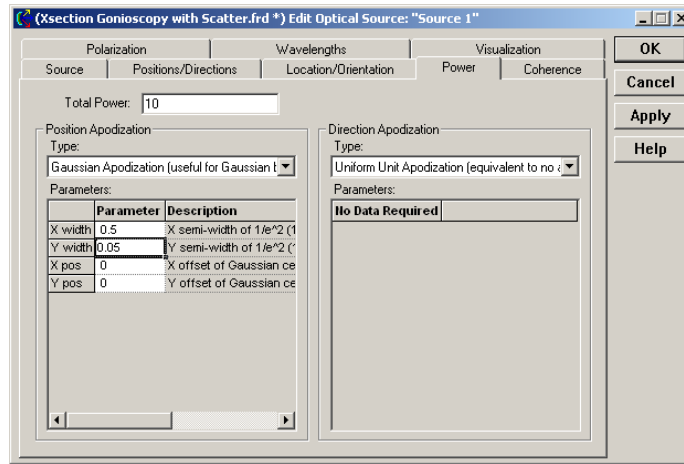 (Xsection Gonioscopy with Scatter.frd *) Edit Optical Source: "Source 1"
Polarization Wavelengths Visualization
Source Positions/Directions Location/Orientation Power Coherence
OK
Cancel
Apply
Help
Total Power: 10
Position Apodization
Type:
Gaussian Apodization (useful for Gaussian
Parameters:
Parameter Description
X width 0.5 X semi-width of 1/e^2 (
Y width 0.05 Y semi-width of 1/e^2 (
X pos 0 X offset of Gaussian ce
Y pos 0 Y offset of Gaussian ce
Direction Apodization
Type:
Uniform Unit Apodization (equivalent to no
Parameters:
No Data Required